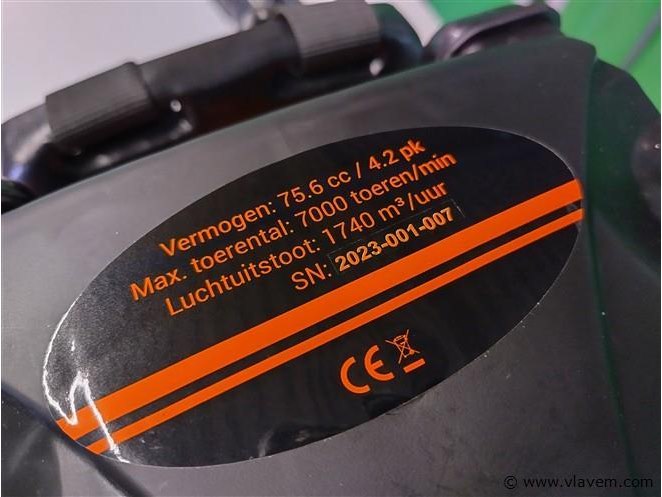 Vermogen: 75.6 cc / 4.2 pk
Max. toerental: 7000 toeren/min
Luchtuitstoot: 1740 m³/uur
SN: 2023-001-007
CE
© www.vlavem.com